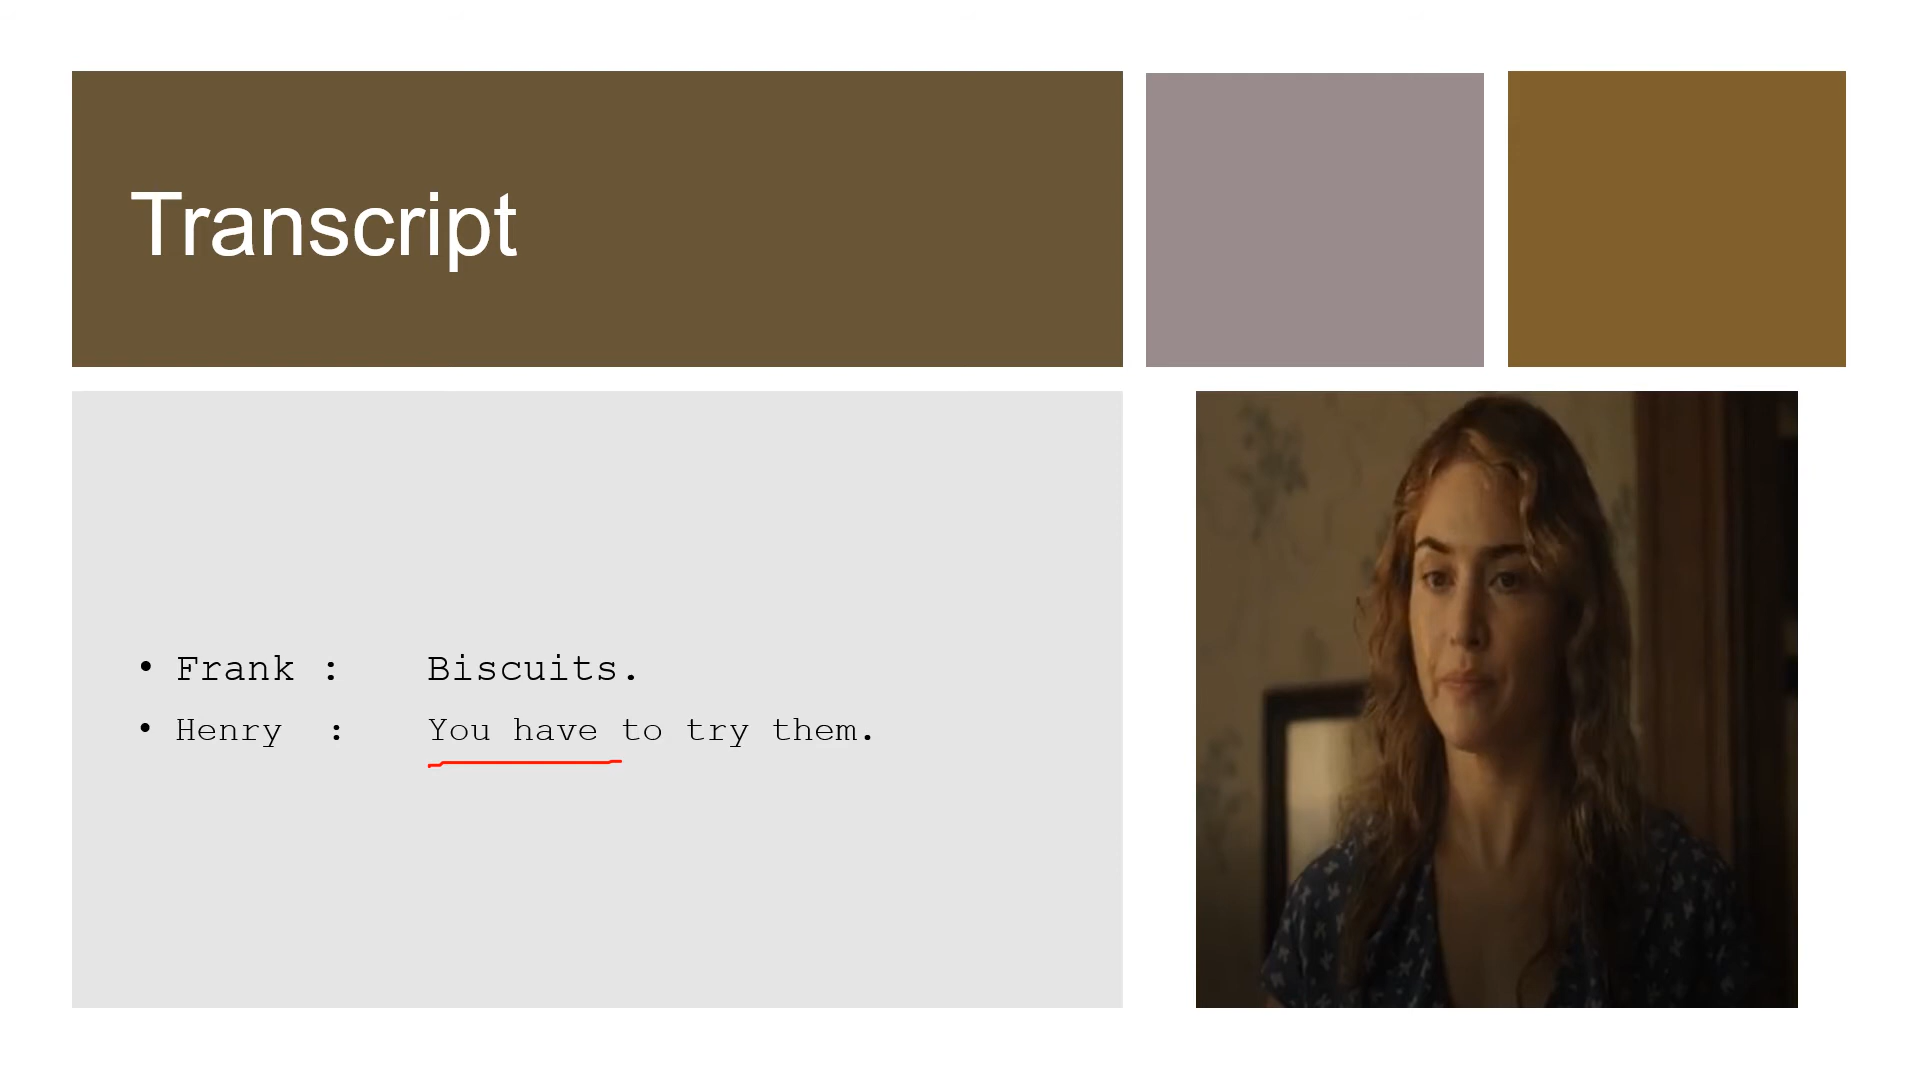 Transcript
• Frank : Biscuits.
• Henry : You have to try them.